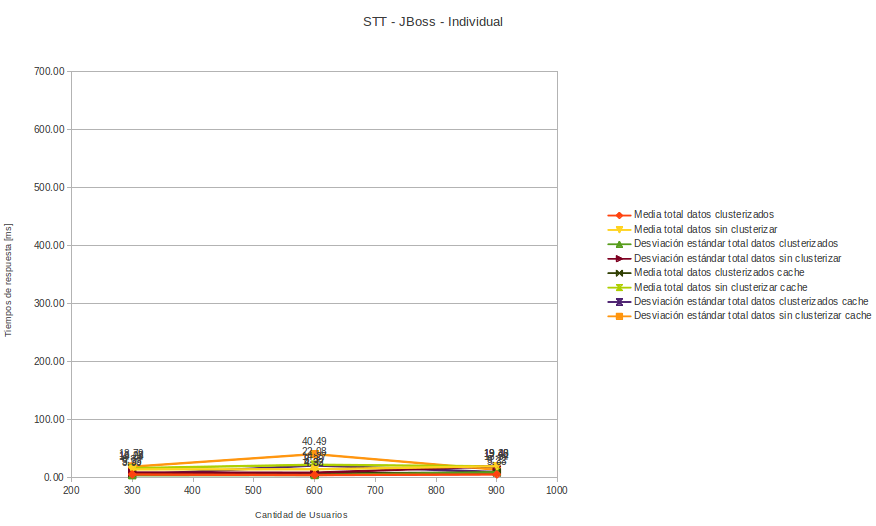 STT - JBoss - Individual
700.00
600.00
500.00
400.00
300.00
200.00
100.00
0.00
Tiempos de respuesta [ms]
40.49
22.08
200 300 400 500 600 700 800 900 1000
Cantidad de Usuarios
Media total datos clusterizados
Media total datos sin clusterizar
Desviación estándar total datos clusterizados
Desviación estándar total datos sin clusterizar
Media total datos clusterizados cache
Media total datos sin clusterizar cache
Desviación estándar total datos clusterizados cache
Desviación estándar total datos sin clusterizar cache